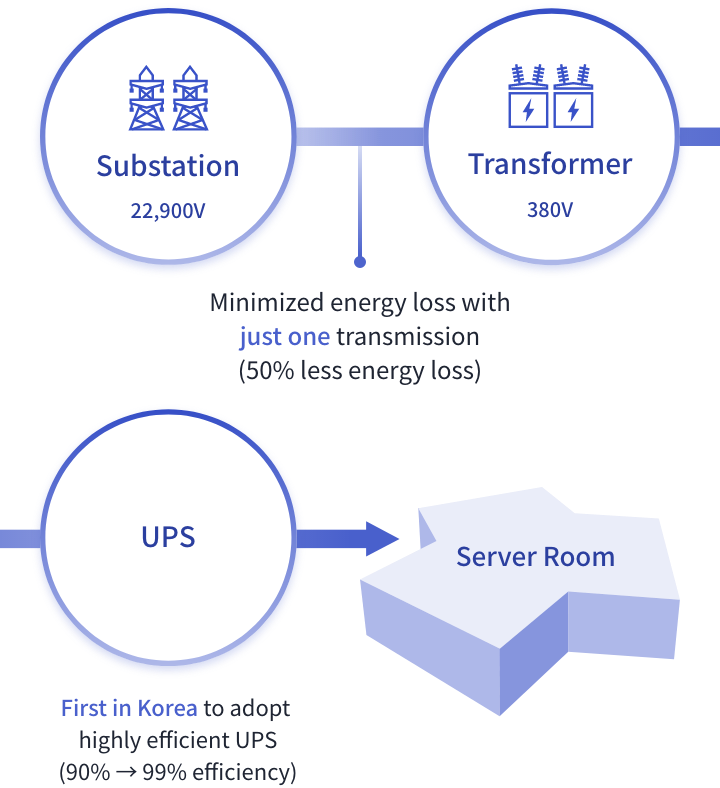 Substation
22,900V
Transformer
380V
Minimized energy loss with
just one transmission
(50% less energy loss)
UPS
Server Room
First in Korea to adopt
highly efficient UPS
(90% → 99% efficiency)